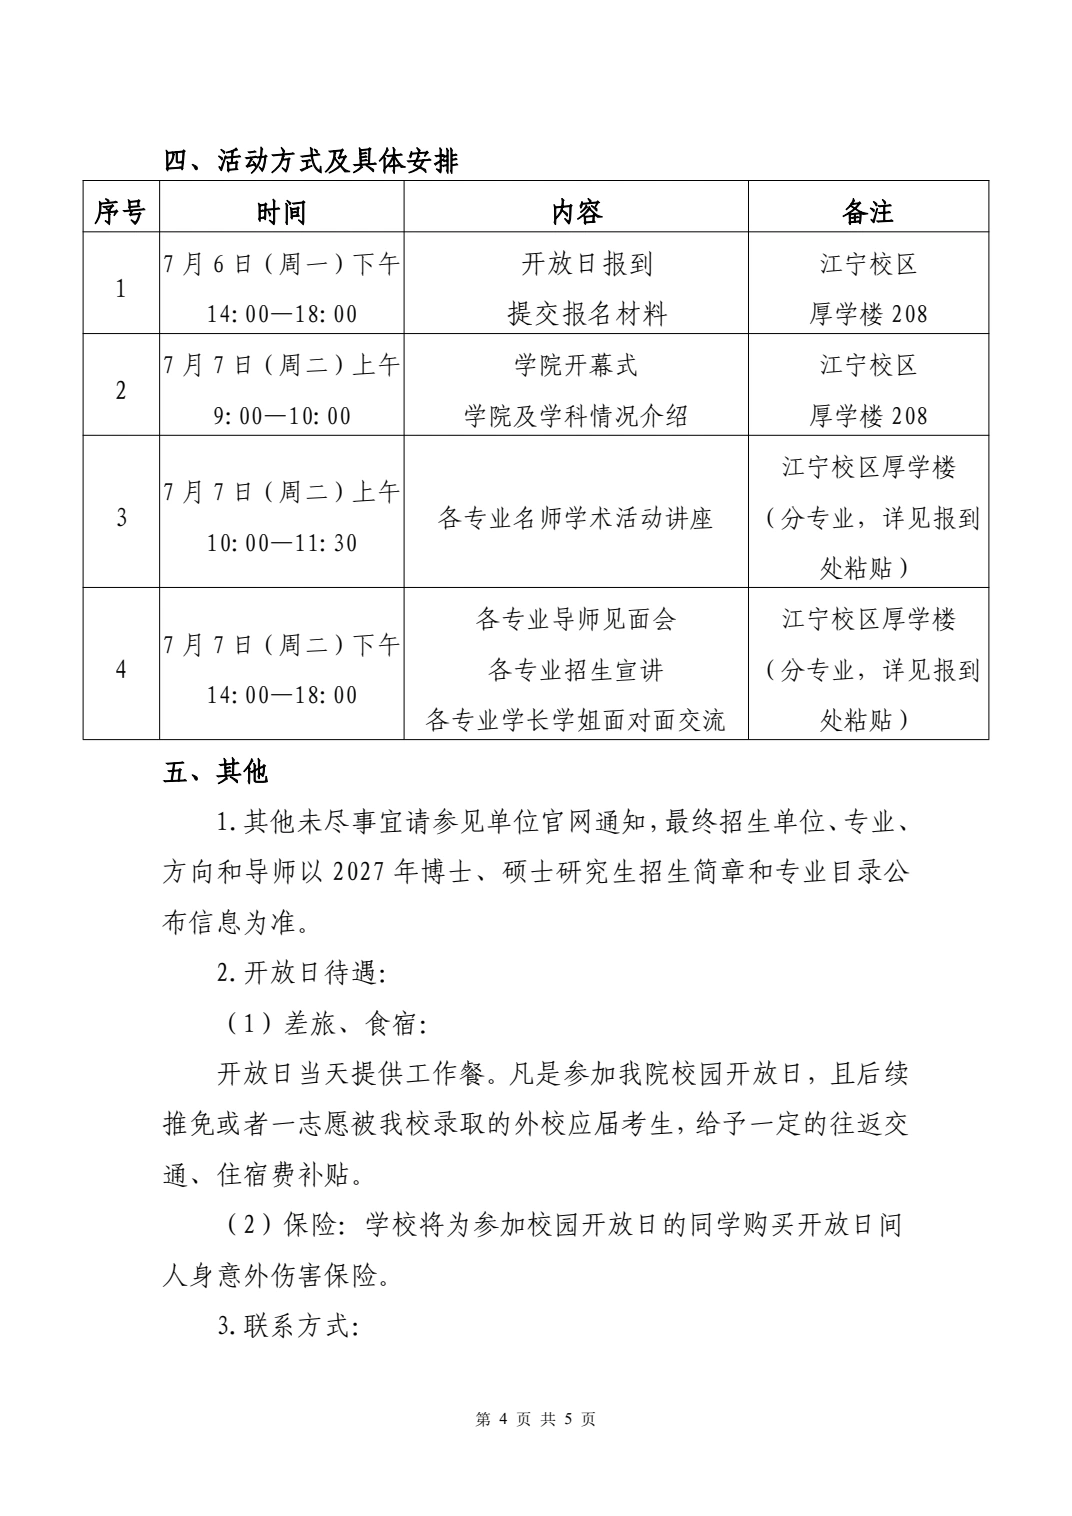 四、活动方式及具体安排
序号 时间 内容 备注
1
7 月 6 日（周一）下午
14：00—18：00
开放日报到
提交报名材料
江宁校区
厚学楼 208
2
7 月 7 日（周二）上午
9：00—10：00
学院开幕式
学院及学科情况介绍
江宁校区
厚学楼 208
3
7 月 7 日（周二）上午
10：00—11：30
各专业名师学术活动讲座
江宁校区厚学楼
（分专业，详见报到
处粘贴）
4
7 月 7 日（周二）下午
14：00—18：00
各专业导师见面会
各专业招生宣讲
各专业学长学姐面对面交流
江宁校区厚学楼
（分专业，详见报到
处粘贴）
五、其他
1.其他未尽事宜请参见单位官网通知，最终招生单位、专业、
方向和导师以 2027 年博士、硕士研究生招生简章和专业目录公
布信息为准。
2.开放日待遇：
（1）差旅、食宿：
开放日当天提供工作餐。凡是参加我院校园开放日，且后续
推免或者一志愿被我校录取的外校应届考生，给予一定的往返交
通、住宿费补贴。
（2）保险：学校将为参加校园开放日的同学购买开放日间
人身意外伤害保险。
3.联系方式：
第 4 页 共 5 页